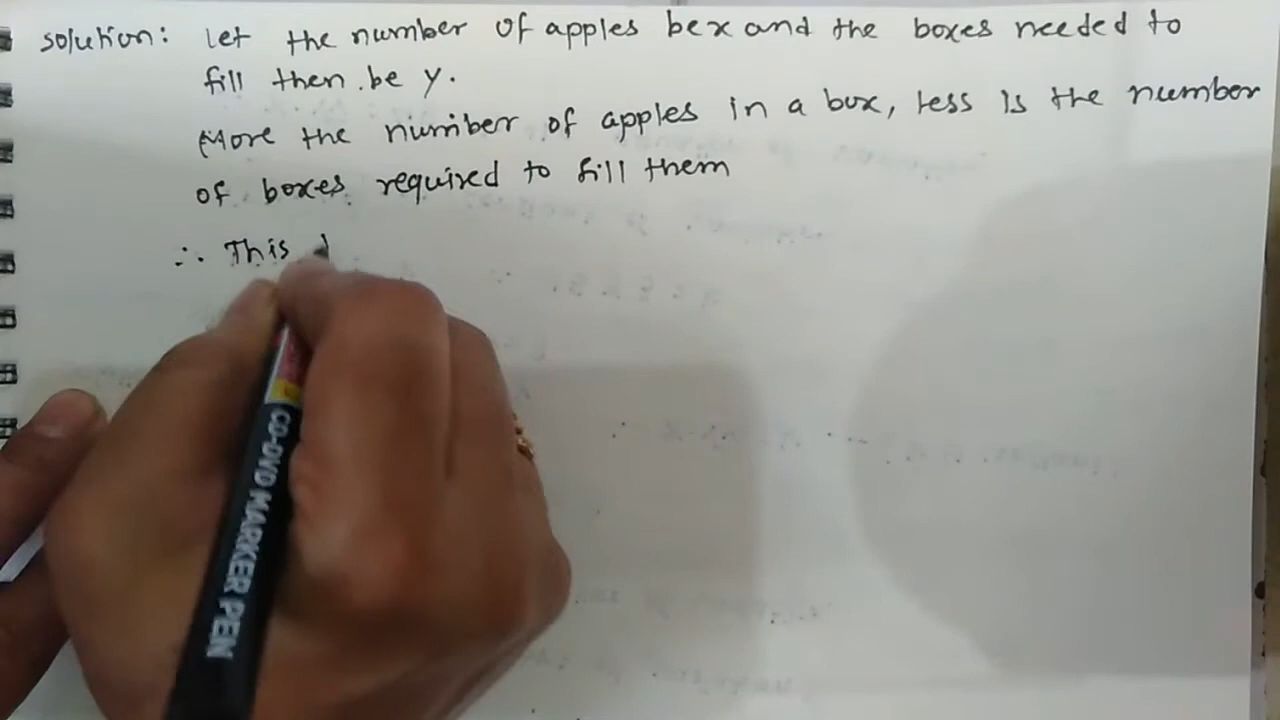 solution: let the number of apples be x and the boxes needed to
fill then be y.
More the number of apples in a box, less is the number
of boxes required to fill them
∴ This
CD-DVD MARKER PEN